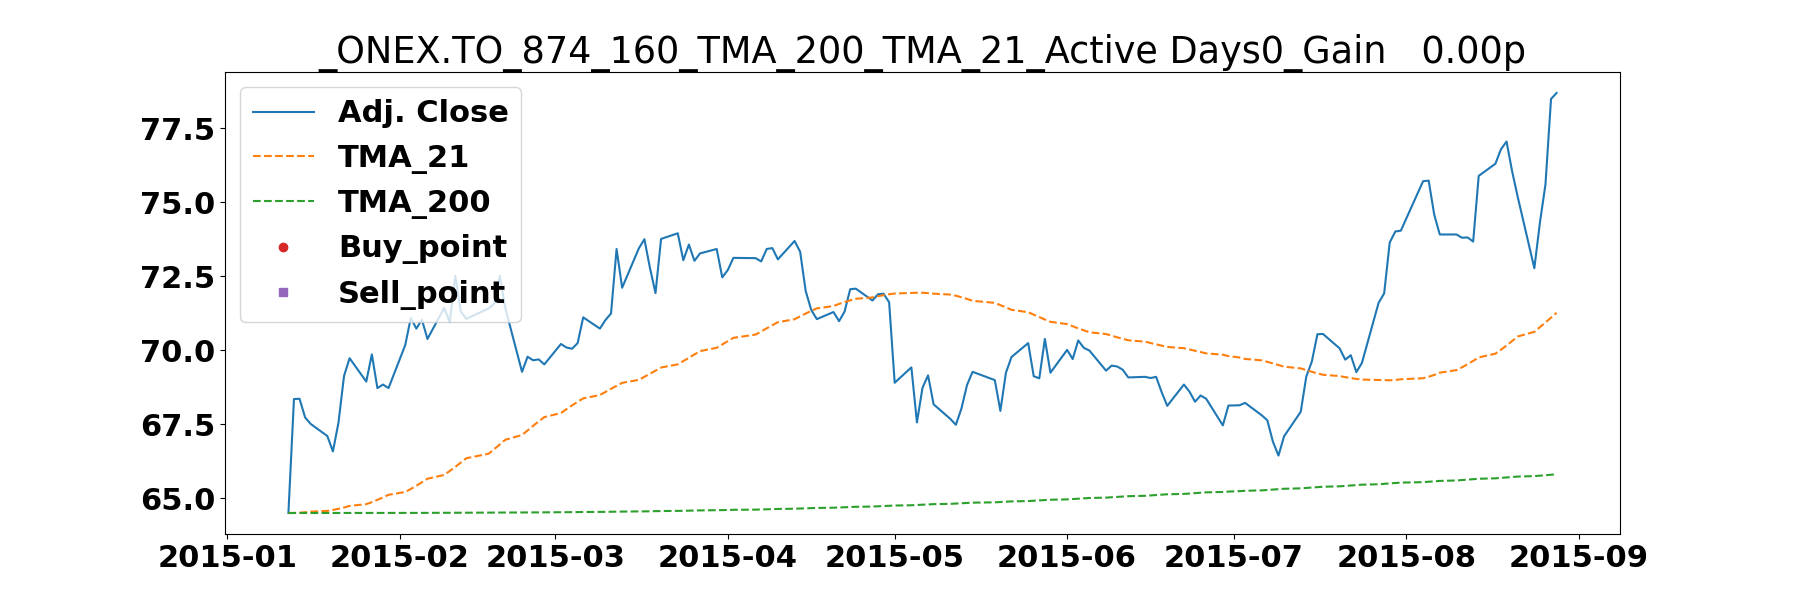 _ONEX.TO_874_160_TMA_200_TMA_21_Active Days0_Gain   0.00p
Adj. Close
TMA_21
TMA_200
Buy_point
Sell_point
77.5
75.0
72.5
70.0
67.5
65.0
2015-01 2015-02 2015-03 2015-04 2015-05 2015-06 2015-07 2015-08 2015-09